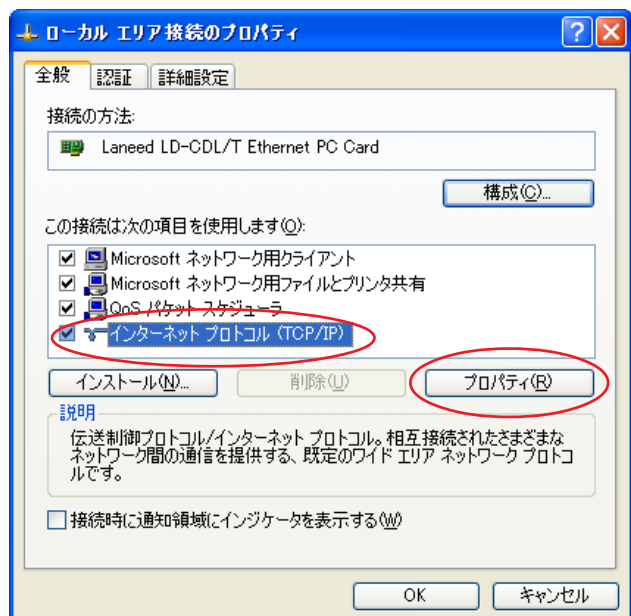 ローカル エリア接続のプロパティ
全般 認証 詳細設定
接続の方法:
Laneed LD-CDL/T Ethernet PC Card
構成(C)...
この接続は次の項目を使用します(O):
Microsoft ネットワーク用クライアント
Microsoft ネットワーク用ファイルとプリンタ共有
QoS パケット スケジューラ
インターネット プロトコル (TCP/IP)
インストール(N)... 削除(U) プロパティ(R)
説明
伝送制御プロトコル/インターネット プロトコル。相互接続されたさまざまな
ネットワーク間の通信を提供する、既定のワイド エリア ネットワーク プロトコ
ルです。
接続時に通知領域にインジケータを表示する(W)
OK キャンセル